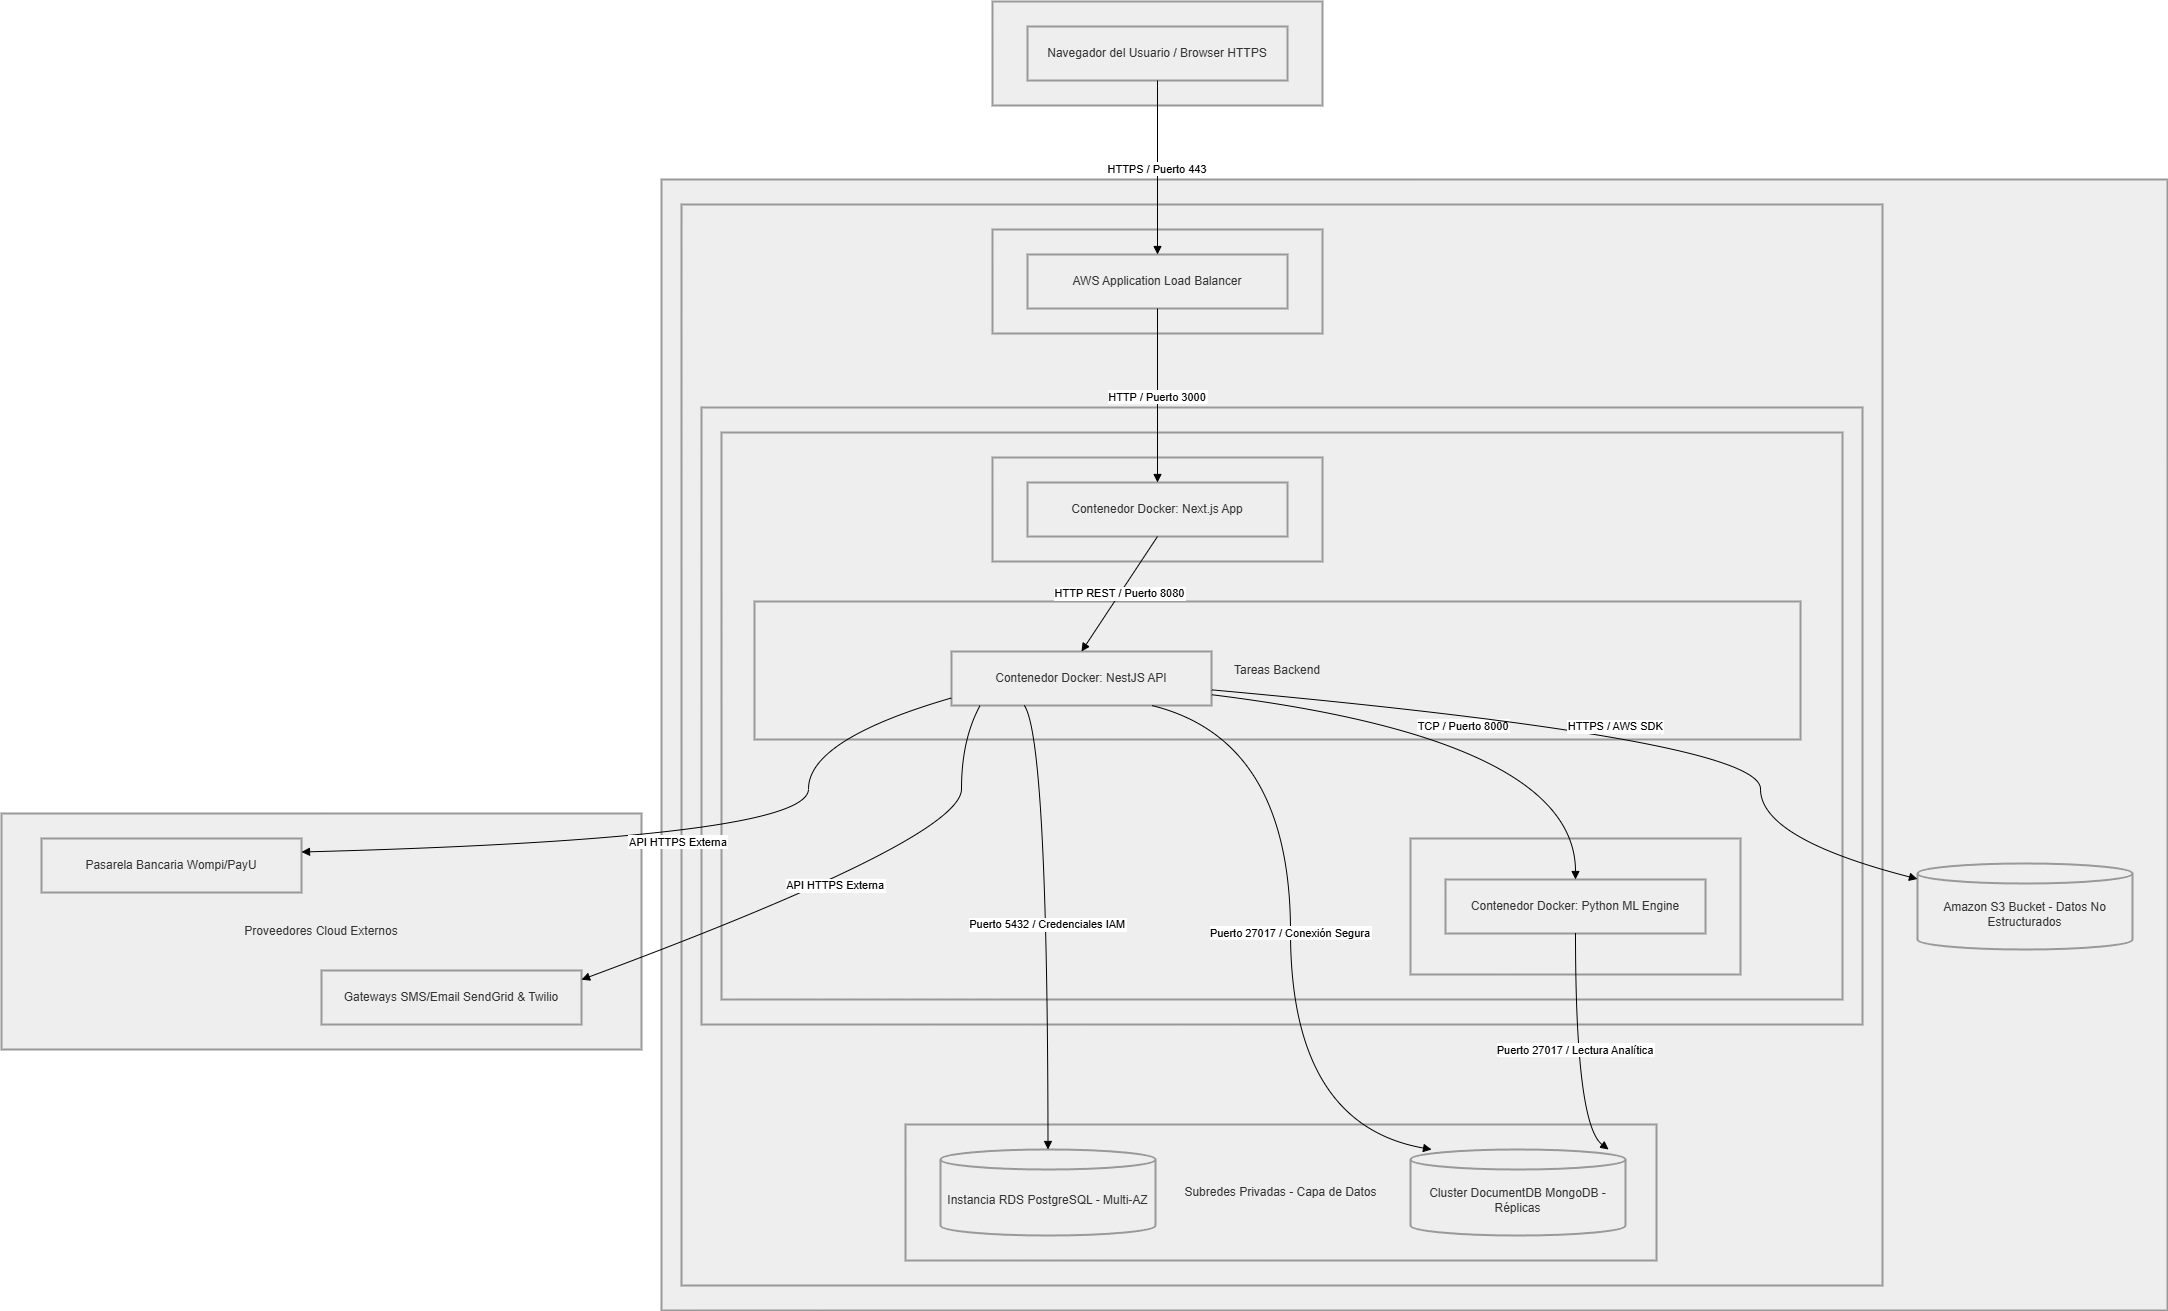 Navegador del Usuario / Browser HTTPS
HTTPS / Puerto 443
AWS Application Load Balancer
HTTP / Puerto 3000
Contenedor Docker: Next.js App
HTTP REST / Puerto 8080
Tareas Backend
Contenedor Docker: NestJS API
TCP / Puerto 8000
HTTPS / AWS SDK
API HTTPS Externa
Pasarela Bancaria Wompi/PayU
API HTTPS Externa
Proveedores Cloud Externos
Gateways SMS/Email SendGrid & Twilio
Puerto 5432 / Credenciales IAM
Puerto 27017 / Conexión Segura
Contenedor Docker: Python ML Engine
Amazon S3 Bucket - Datos No
Estructurados
Puerto 27017 / Lectura Analítica
Instancia RDS PostgreSQL - Multi-AZ
Subredes Privadas - Capa de Datos
Cluster DocumentDB MongoDB -
Réplicas